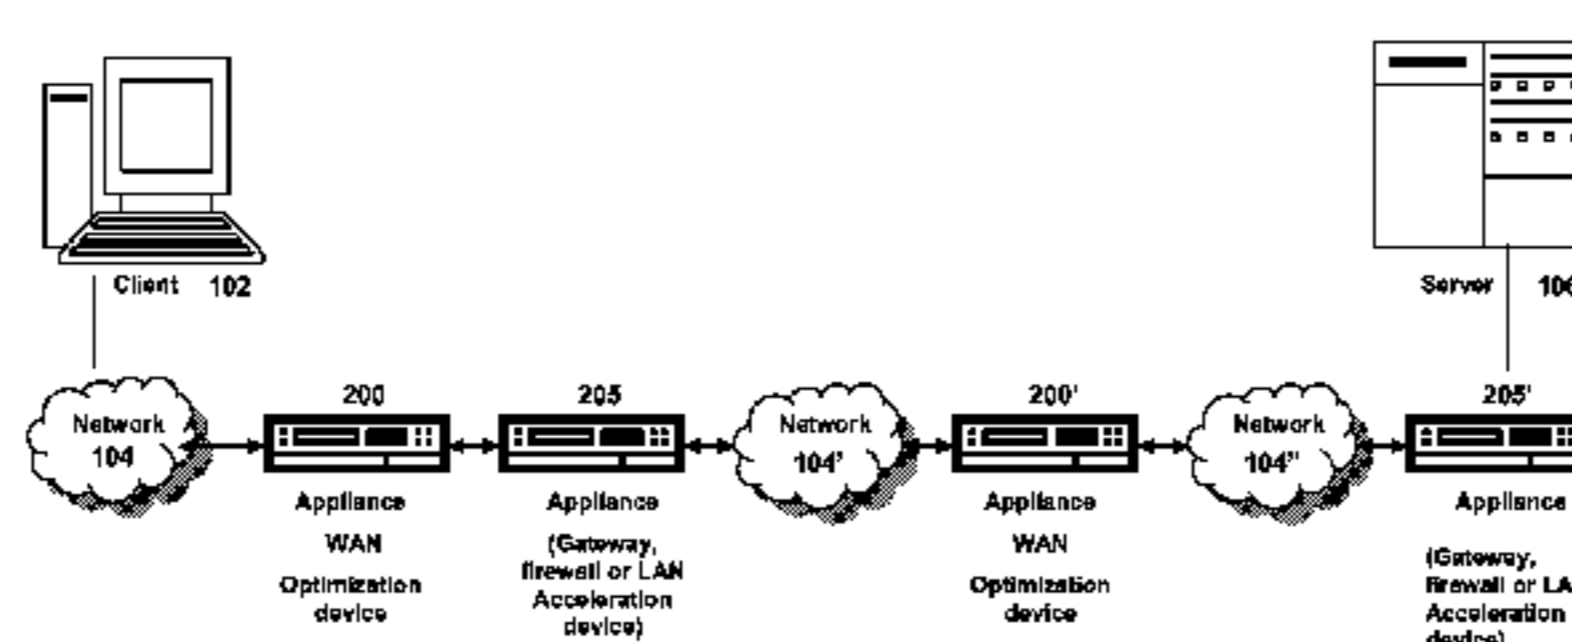 Client 102
Server
200
205
200'
205'
Network
104
Network
104'
Network
104"
Appliance
WAN
Optimization
device
Appliance
(Gateway,
firewall or LAN
Acceleration
device)
Appliance
WAN
Optimization
device
Appliance
(Gateway,
firewall or
Acceleration
device)